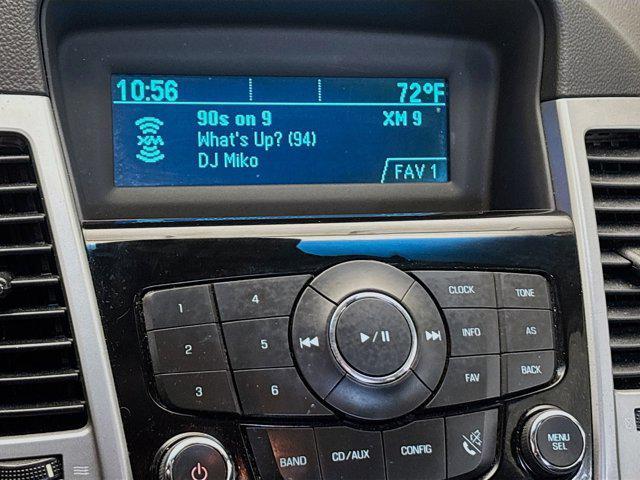 10:56 72°F
90s on 9 XM 9
XM What's Up? (94)
DJ Miko
FAV 1
1 4 CLOCK TONE
2 5 INFO AS
3 6 FAV BACK
BAND CD/AUX CONFIG MENU
SEL